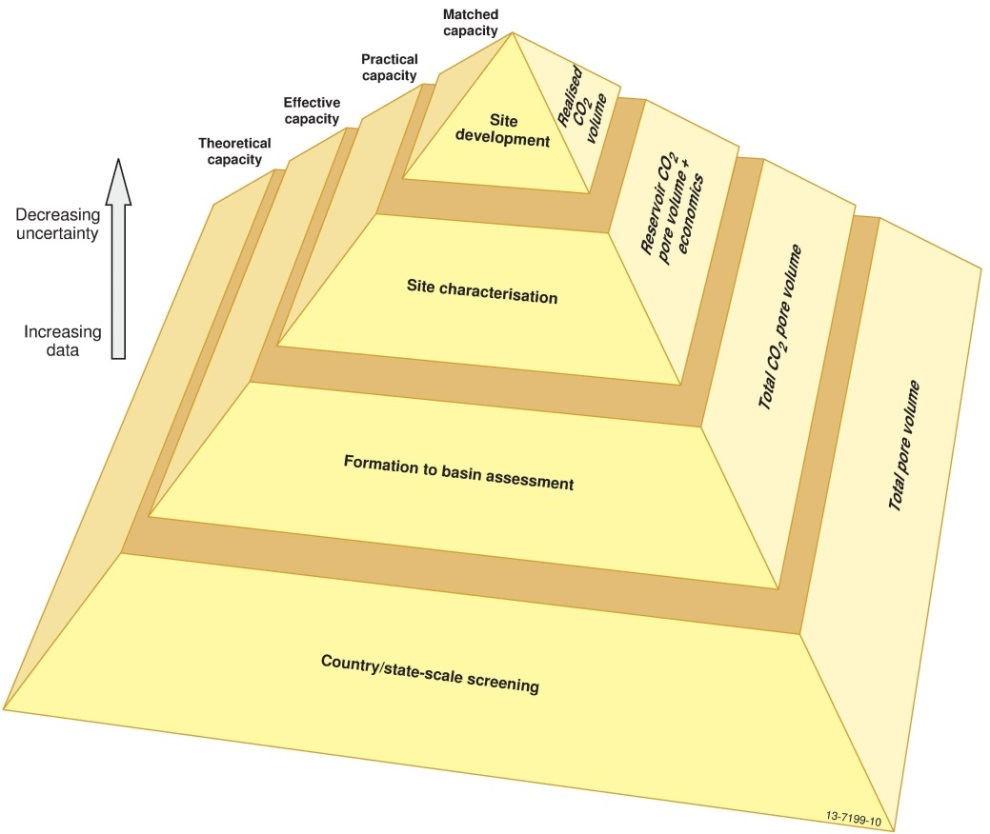 Matched
capacity
Practical
capacity
Effective
capacity
Theoretical
capacity
Decreasing
uncertainty
Increasing
data
Site
development
Realised
CO₂
volume
Site characterisation
Reservoir CO₂
pore volume +
economics
Formation to basin assessment
Total CO₂ pore volume
Country/state-scale screening
Total pore volume
13-7199-10